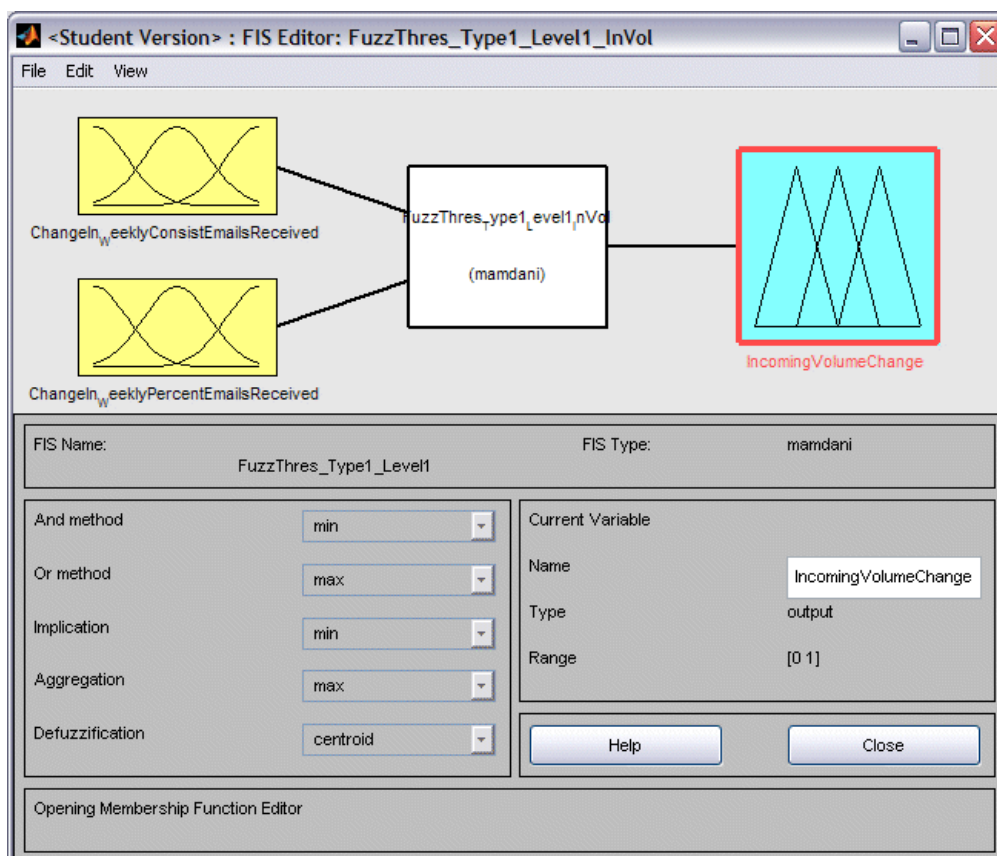 <Student Version> : FIS Editor: FuzzThres_Type1_Level1_InVol
File Edit View
ChangeIn_WeeklyConsistEmailsReceived
FuzzThres_Type1_Level1_InVol
(mamdani)
IncomingVolumeChange
ChangeIn_WeeklyPercentEmailsReceived
FIS Name:
FuzzThres_Type1_Level1
FIS Type:
mamdani
And method
min
Or method
max
Implication
min
Aggregation
max
Defuzzification
centroid
Current Variable
Name
IncomingVolumeChange
Type
output
Range
[0 1]
Help
Close
Opening Membership Function Editor